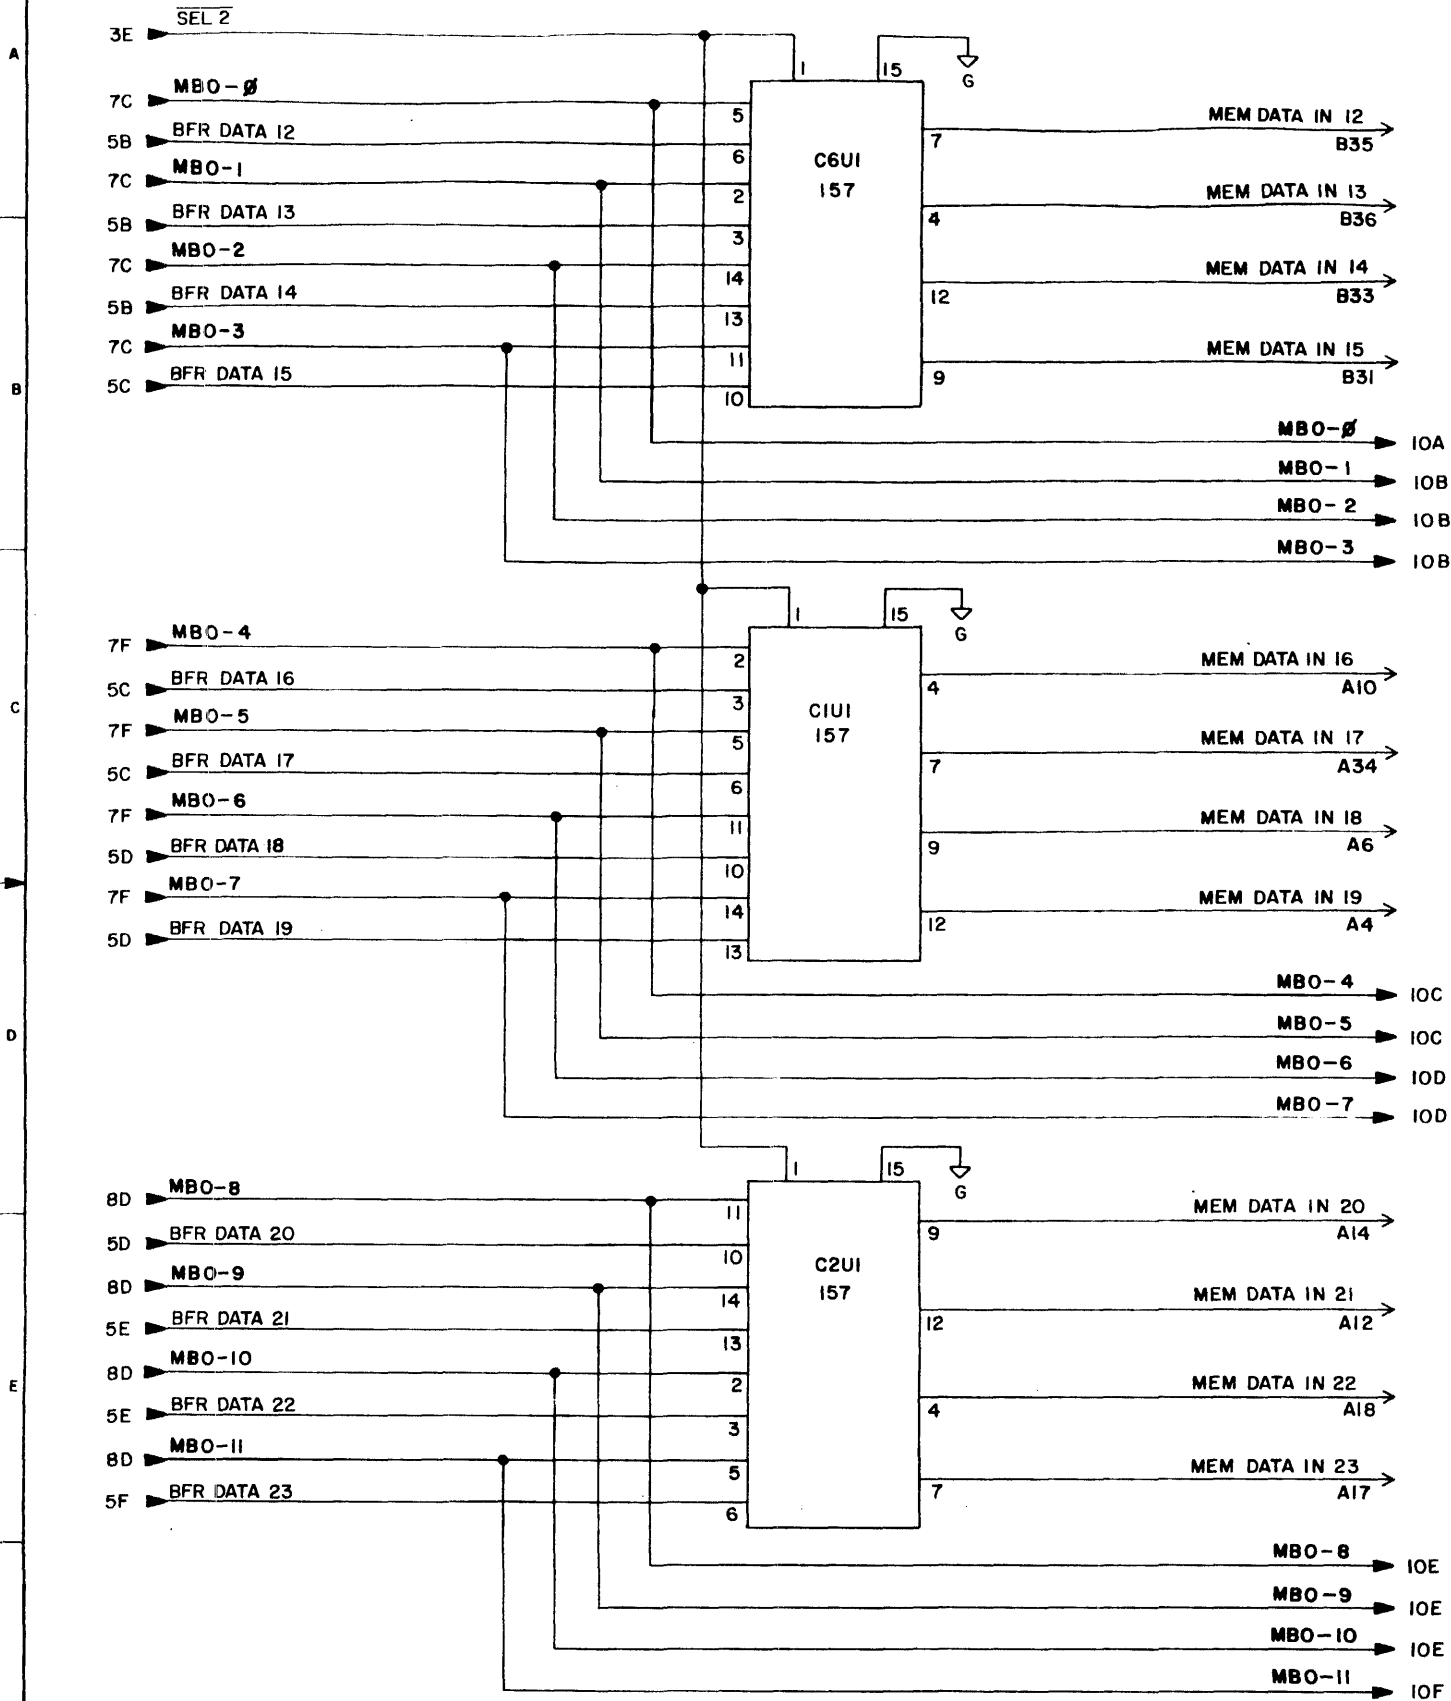 SEL 2
A
3E
1
15
G
MBO-Ø
7C
5
BFR DATA 12
5B
6
MBO-1
7C
2
BFR DATA 13
5B
3
MBO-2
7C
14
BFR DATA 14
5B
13
MBO-3
7C
11
B
BFR DATA 15
5C
10
C6U1
157
7
MEM DATA IN 12
B35
4
MEM DATA IN 13
B36
12
MEM DATA IN 14
B33
9
MEM DATA IN 15
B31
MBO-Ø
10A
MBO-1
10B
MBO-2
10B
MBO-3
10B
1
15
G
MBO-4
7F
2
BFR DATA 16
5C
3
C
MBO-5
7F
5
BFR DATA 17
5C
6
MBO-6
7F
11
BFR DATA 18
5D
10
MBO-7
7F
14
BFR DATA 19
5D
13
C1U1
157
4
MEM DATA IN 16
A10
7
MEM DATA IN 17
A34
9
MEM DATA IN 18
A6
12
MEM DATA IN 19
A4
MBO-4
10C
D
MBO-5
10C
MBO-6
10D
MBO-7
10D
1
15
G
MBO-8
8D
11
BFR DATA 20
5D
10
MBO-9
8D
14
BFR DATA 21
5E
13
MBO-10
8D
2
E
BFR DATA 22
5E
3
MBO-11
8D
5
BFR DATA 23
5F
6
C2U1
157
9
MEM DATA IN 20
A14
12
MEM DATA IN 21
A12
4
MEM DATA IN 22
A18
7
MEM DATA IN 23
A17
MBO-8
10E
MBO-9
10E
MBO-10
10E
MBO-11
10F